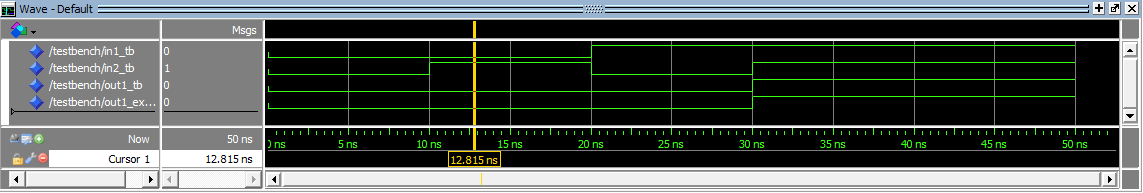 Wave - Default
Msgs
/testbench/in1_tb 0
/testbench/in2_tb 1
/testbench/out1_tb 0
/testbench/out1_ex... 0
Now 50 ns
0 ns 5 ns 10 ns 15 ns 20 ns 25 ns 30 ns 35 ns 40 ns 45 ns 50 ns
Cursor 1 12.815 ns 12.815 ns